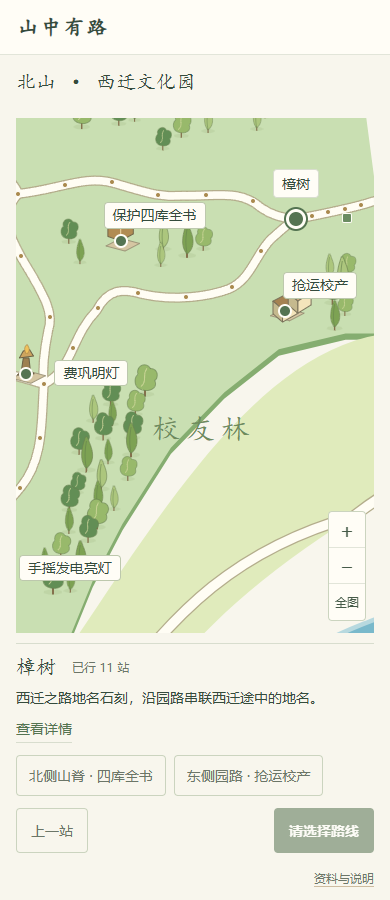 山中有路
北山 • 西迁文化园
樟树
保护四库全书
抢运校产
费巩明灯
校友林
+
−
手摇发电亮灯
全图
樟树 已行 11 站
西迁之路地名石刻，沿园路串联西迁途中的地名。
查看详情
北侧山脊 · 四库全书 东侧园路 · 抢运校产
上一站 请选择路线
资料与说明